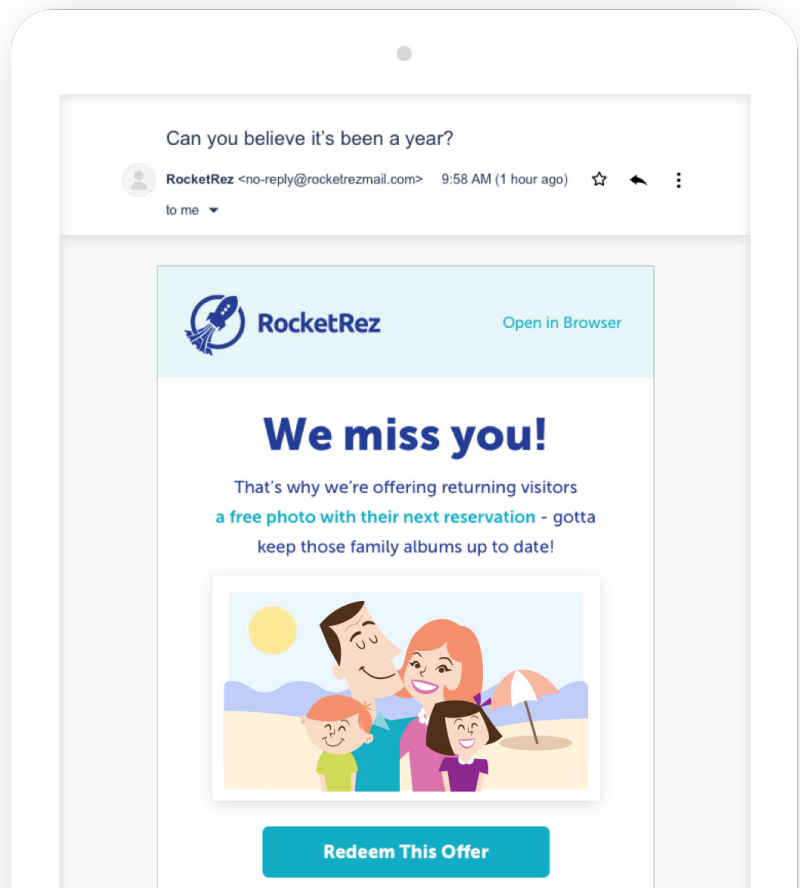 Can you believe it’s been a year?
RocketRez <no-reply@rocketrezmail.com> 9:58 AM (1 hour ago)
to me
RocketRez
Open in Browser
We miss you!
That’s why we’re offering returning visitors
a free photo with their next reservation - gotta
keep those family albums up to date!
Redeem This Offer